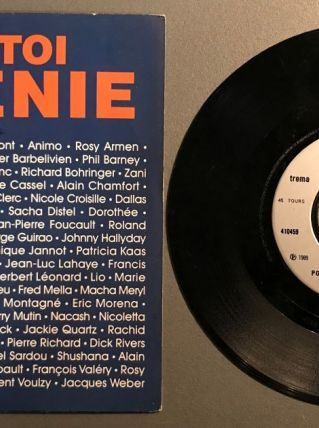 TOI
ENIE
ont • Animo • Rosy Armen •
er Barbelivien • Phil Barney •
nc • Richard Bohringer • Zani
e Cassel • Alain Chamfort •
Clerc • Nicole Croisille • Dallas
• Sacha Distel • Dorothée •
an-Pierre Foucault • Roland
rge Guirao • Johnny Hallyday
nique Jannot • Patricia Kaas
• Jean-Luc Lahaye • Francis
erbert Léonard • Lio • Marie
eu • Fred Mella • Macha Meryl
Montagné • Eric Morena •
rry Mutin • Nacash • Nicoletta
ck • Jackie Quartz • Rachid
• Pierre Richard • Dick Rivers
el Sardou • Shushana • Alain
bault • François Valéry • Rosy
ent Voulzy • Jacques Weber
trema
45 TOURS
410459
℗ 1989
PO